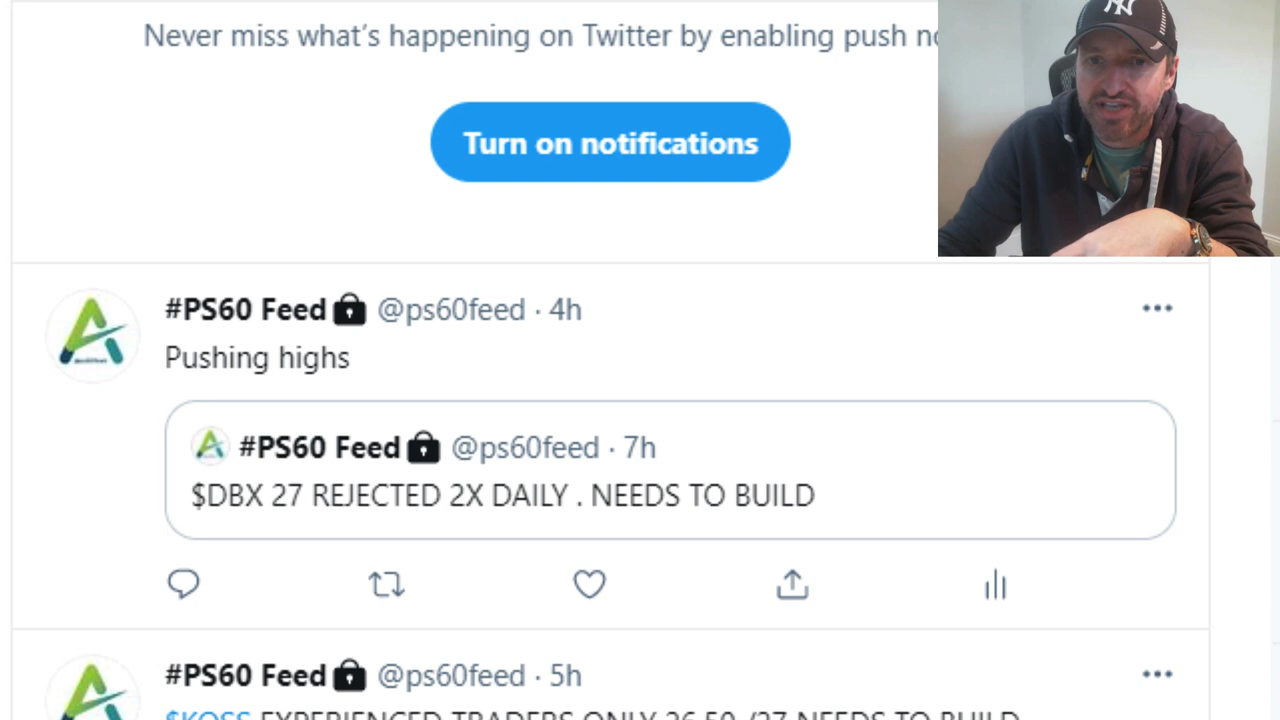 Never miss what's happening on Twitter by enabling push
Turn on notifications
#PS60 Feed @ps60feed · 4h
Pushing highs
#PS60 Feed @ps60feed · 7h
$DBX 27 REJECTED 2X DAILY . NEEDS TO BUILD
#PS60 Feed @ps60feed · 5h
$KOSS EXPERIENCED TRADERS ONLY 26.50 /27 NEEDS TO BUILD